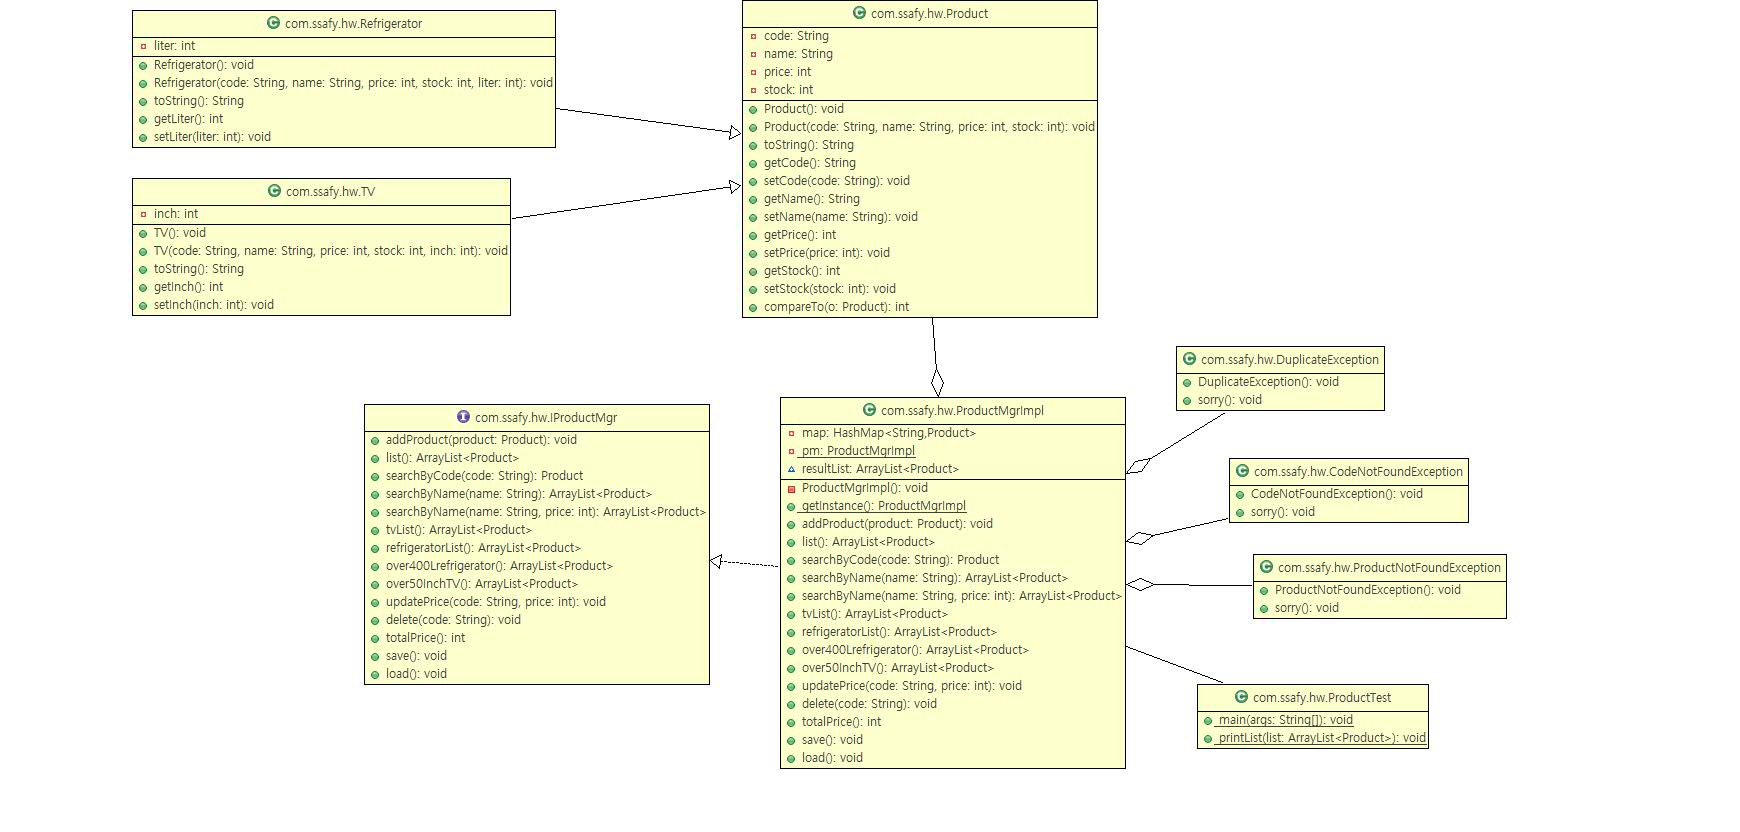 com.ssafy.hw.Refrigerator
liter: int
Refrigerator(): void
Refrigerator(code: String, name: String, price: int, stock: int, liter: int): void
toString(): String
getLiter(): int
setLiter(liter: int): void
com.ssafy.hw.TV
inch: int
TV(): void
TV(code: String, name: String, price: int, stock: int, inch: int): void
toString(): String
getInch(): int
setInch(inch: int): void
com.ssafy.hw.Product
code: String
name: String
price: int
stock: int
Product(): void
Product(code: String, name: String, price: int, stock: int): void
toString(): String
getCode(): String
setCode(code: String): void
getName(): String
setName(name: String): void
getPrice(): int
setPrice(price: int): void
getStock(): int
setStock(stock: int): void
compareTo(o: Product): int
com.ssafy.hw.IProductMgr
addProduct(product: Product): void
list(): ArrayList<Product>
searchByCode(code: String): Product
searchByName(name: String): ArrayList<Product>
searchByName(name: String, price: int): ArrayList<Product>
tvList(): ArrayList<Product>
refrigeratorList(): ArrayList<Product>
over400Lrefrigerator(): ArrayList<Product>
over50InchTV(): ArrayList<Product>
updatePrice(code: String, price: int): void
delete(code: String): void
totalPrice(): int
save(): void
load(): void
com.ssafy.hw.ProductMgrImpl
map: HashMap<String,Product>
pm: ProductMgrImpl
resultList: ArrayList<Product>
ProductMgrImpl(): void
getInstance(): ProductMgrImpl
addProduct(product: Product): void
list(): ArrayList<Product>
searchByCode(code: String): Product
searchByName(name: String): ArrayList<Product>
searchByName(name: String, price: int): ArrayList<Product>
tvList(): ArrayList<Product>
refrigeratorList(): ArrayList<Product>
over400Lrefrigerator(): ArrayList<Product>
over50InchTV(): ArrayList<Product>
updatePrice(code: String, price: int): void
delete(code: String): void
totalPrice(): int
save(): void
load(): void
com.ssafy.hw.DuplicateException
DuplicateException(): void
sorry(): void
com.ssafy.hw.CodeNotFoundException
CodeNotFoundException(): void
sorry(): void
com.ssafy.hw.ProductNotFoundException
ProductNotFoundException(): void
sorry(): void
com.ssafy.hw.ProductTest
main(args: String[]): void
printList(list: ArrayList<Product>): void